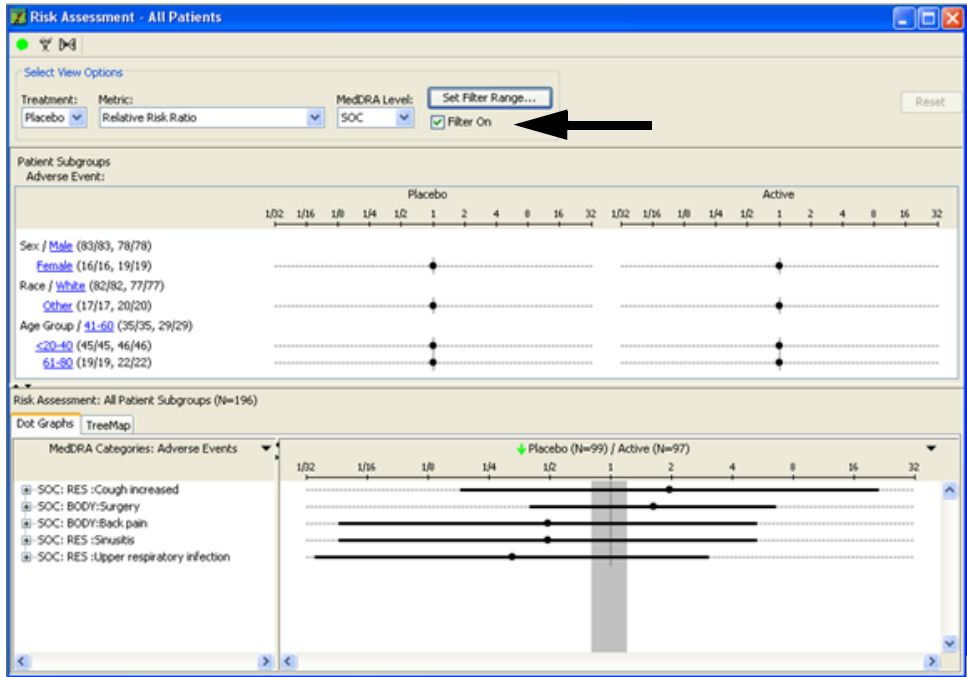 Risk Assessment - All Patients
Select View Options
Treatment: Metric: MedDRA Level: Set Filter Range...
Placebo Relative Risk Ratio SOC Filter On
Reset
Patient Subgroups
Adverse Event:
Placebo Active
1/32 1/16 1/8 1/4 1/2 1 2 4 8 16 32 1/32 1/16 1/8 1/4 1/2 1 2 4 8 16 32
Sex / Male (83/83, 78/78)
Female (16/16, 19/19)
Race / White (82/82, 77/77)
Other (17/17, 20/20)
Age Group / 41-60 (35/35, 29/29)
<20-40 (45/45, 46/46)
61-80 (19/19, 22/22)
Risk Assessment: All Patient Subgroups (N=196)
Dot Graphs TreeMap
MedDRA Categories: Adverse Events Placebo (N=99) / Active (N=97)
1/32 1/16 1/8 1/4 1/2 1 2 4 8 16 32
SOC: RES :Cough increased
SOC: BODY:Surgery
SOC: BODY:Back pain
SOC: RES :Sinusitis
SOC: RES :Upper respiratory infection